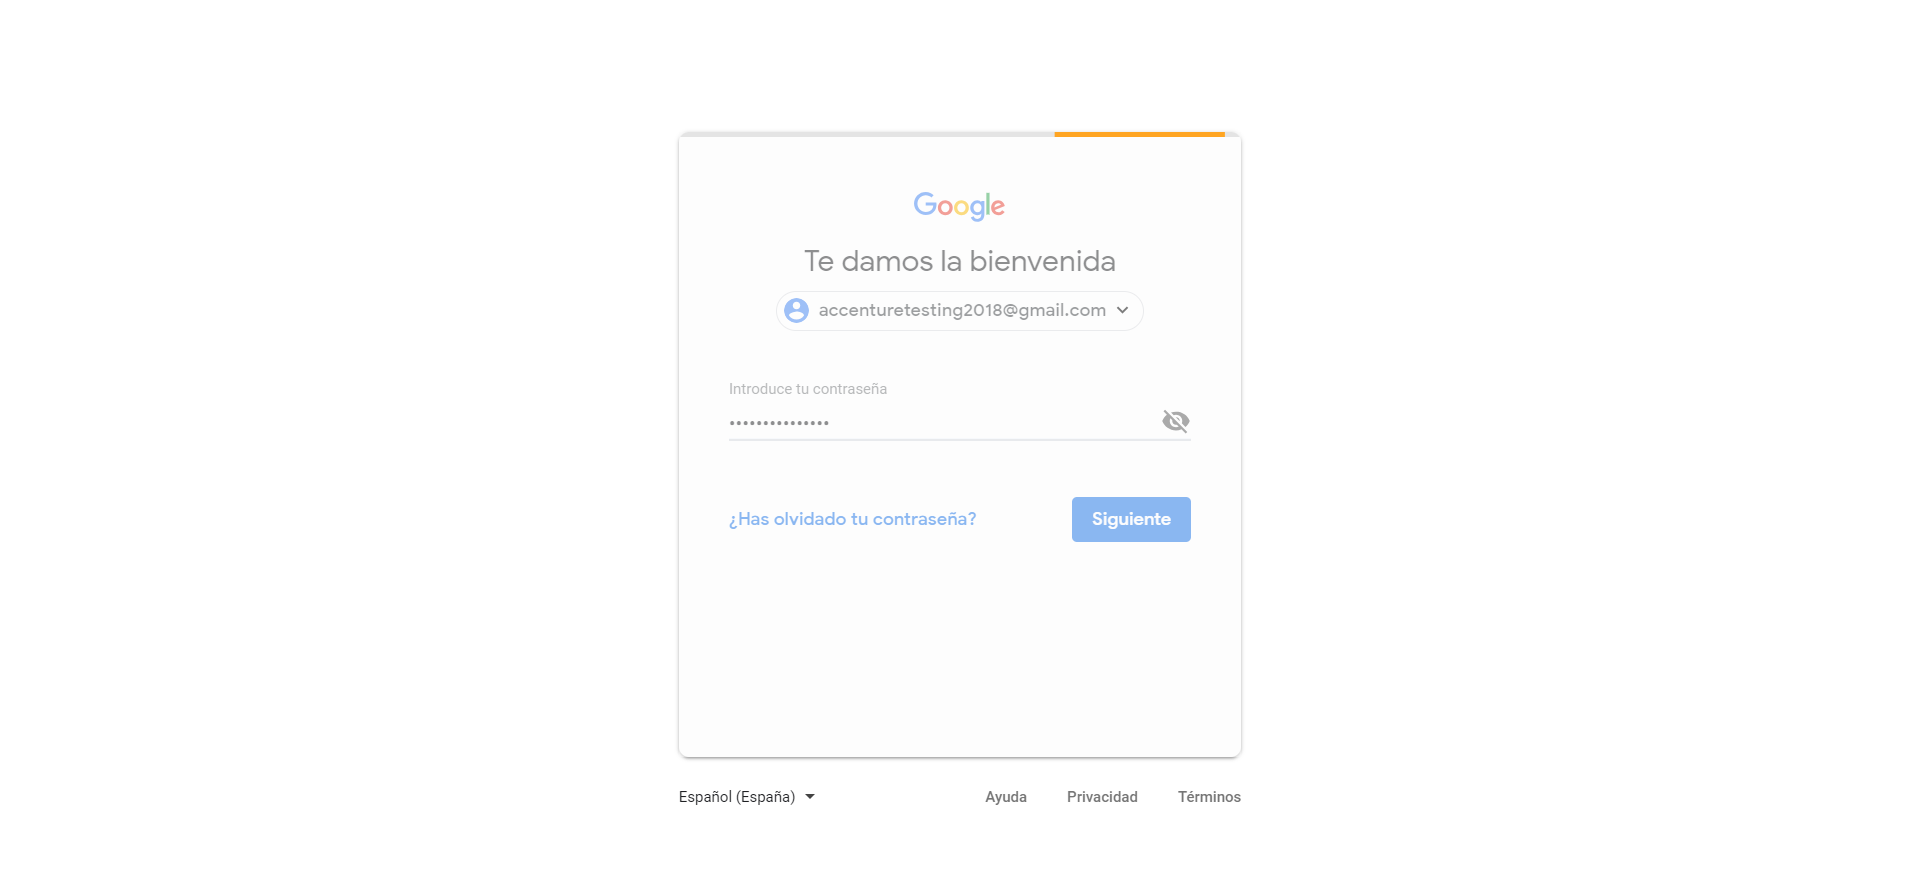 Google
Te damos la bienvenida
accenturetesting2018@gmail.com
Introduce tu contraseña
•••••••••••••••
¿Has olvidado tu contraseña?
Siguiente
Español (España)
Ayuda
Privacidad
Términos